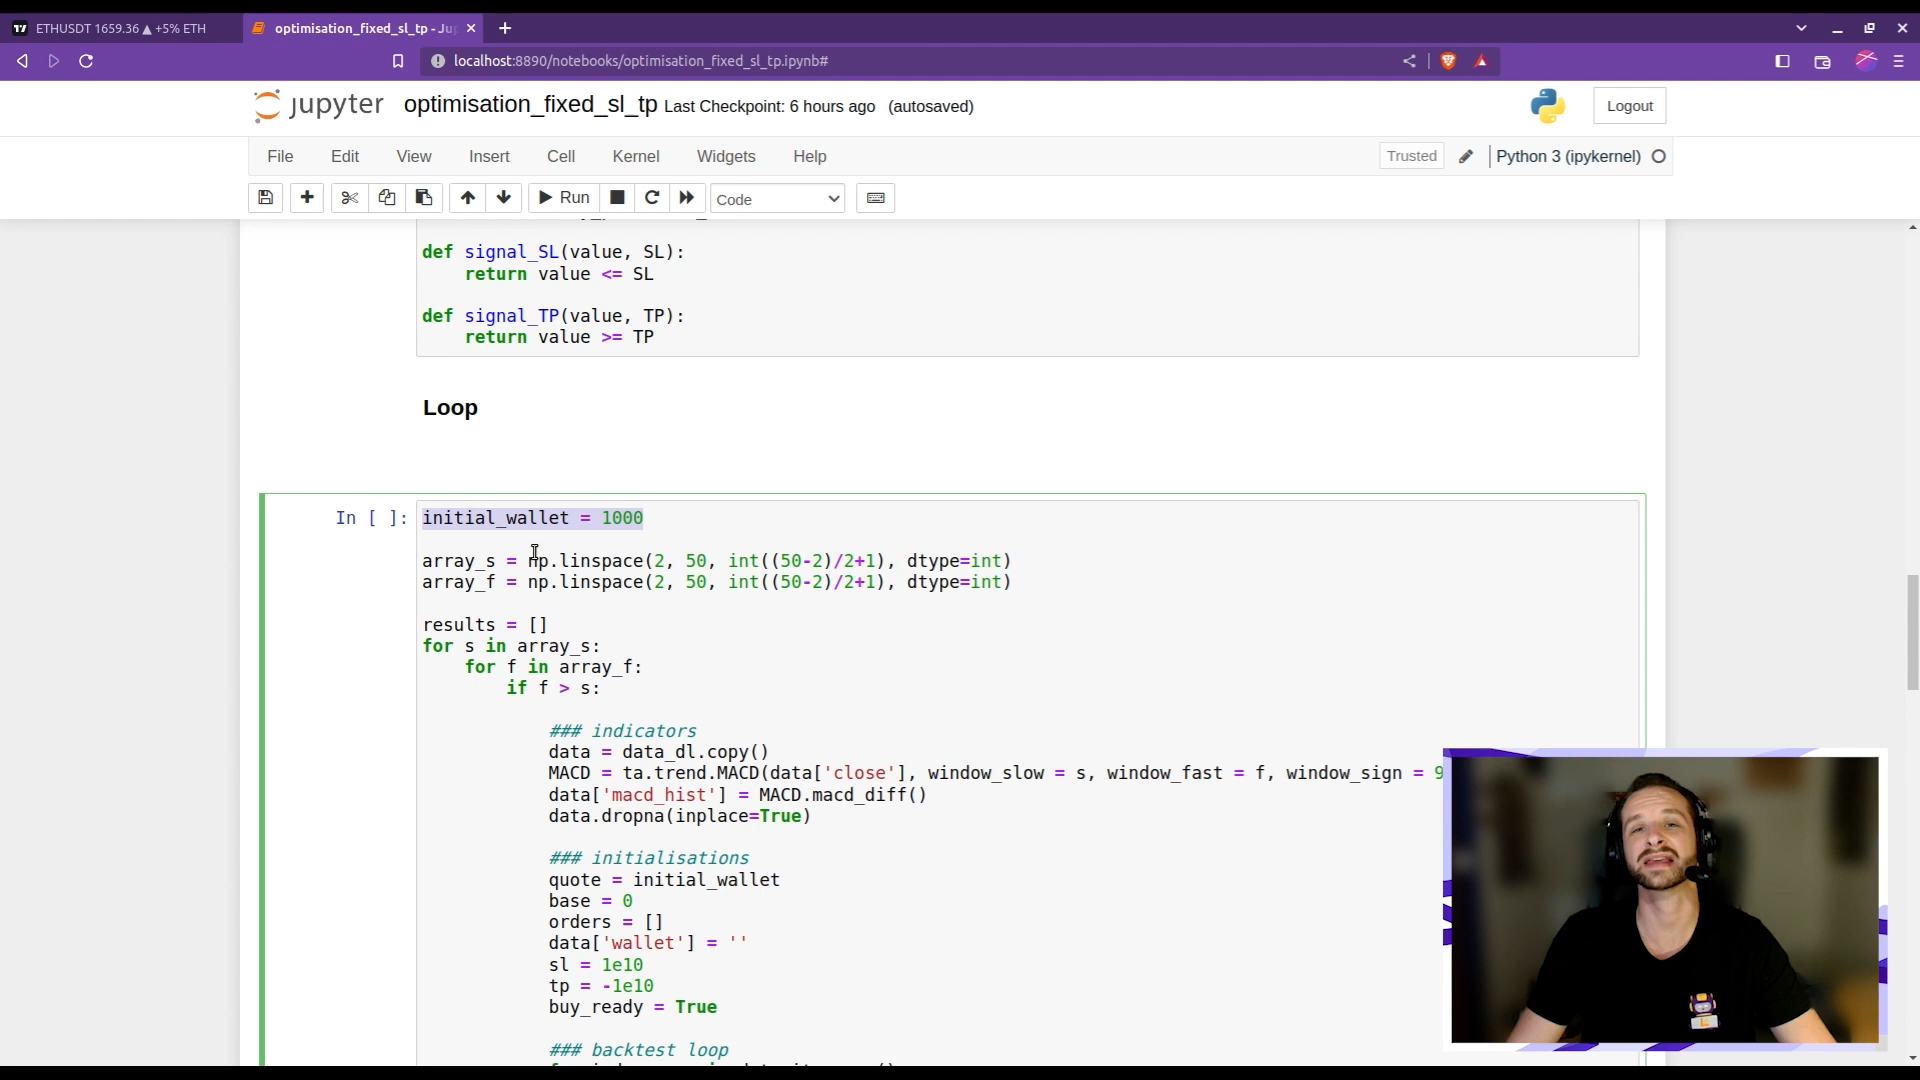 ETHUSDT 1659.36 ▲ +5% ETH
optimisation_fixed_sl_tp - Ju
localhost:8890/notebooks/optimisation_fixed_sl_tp.ipynb#
jupyter optimisation_fixed_sl_tp Last Checkpoint: 6 hours ago (autosaved)
Logout
File Edit View Insert Cell Kernel Widgets Help
Trusted Python 3 (ipykernel)
Run Code
def signal_SL(value, SL):
    return value <= SL
def signal_TP(value, TP):
    return value >= TP
Loop
In [ ]: initial_wallet = 1000
array_s = np.linspace(2, 50, int((50-2)/2+1), dtype=int)
array_f = np.linspace(2, 50, int((50-2)/2+1), dtype=int)
results = []
for s in array_s:
    for f in array_f:
        if f > s:
            ### indicators
            data = data_dl.copy()
            MACD = ta.trend.MACD(data['close'], window_slow = s, window_fast = f, window_sign = 9
            data['macd_hist'] = MACD.macd_diff()
            data.dropna(inplace=True)
            ### initialisations
            quote = initial_wallet
            base = 0
            orders = []
            data['wallet'] = ''
            sl = 1e10
            tp = -1e10
            buy_ready = True
            ### backtest loop